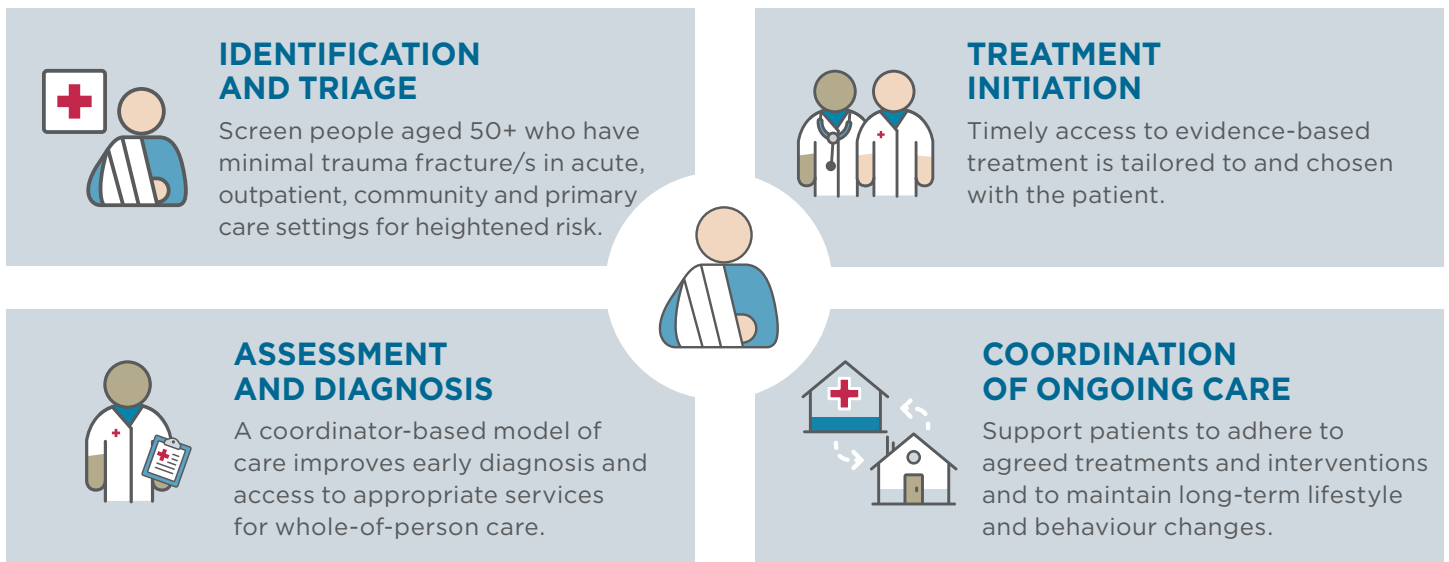 IDENTIFICATION
AND TRIAGE
Screen people aged 50+ who have
minimal trauma fracture/s in acute,
outpatient, community and primary
care settings for heightened risk.
TREATMENT
INITIATION
Timely access to evidence-based
treatment is tailored to and chosen
with the patient.
ASSESSMENT
AND DIAGNOSIS
A coordinator-based model of
care improves early diagnosis and
access to appropriate services
for whole-of-person care.
COORDINATION
OF ONGOING CARE
Support patients to adhere to
agreed treatments and interventions
and to maintain long-term lifestyle
and behaviour changes.